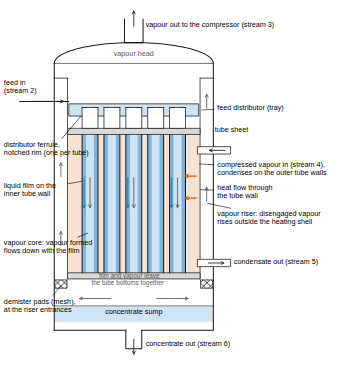 vapour out to the compressor (stream 3)
vapour head
feed in
(stream 2)
feed distributor (tray)
tube sheet
distributor ferrule,
notched rim (one per tube)
compressed vapour in (stream 4),
condenses on the outer tube walls
liquid film on the
inner tube wall
heat flow through
the tube wall
vapour riser: disengaged vapour
rises outside the heating shell
vapour core: vapour formed
flows down with the film
condensate out (stream 5)
film and vapour leave
the tube bottoms together
demister pads (mesh),
at the riser entrances
concentrate sump
concentrate out (stream 6)